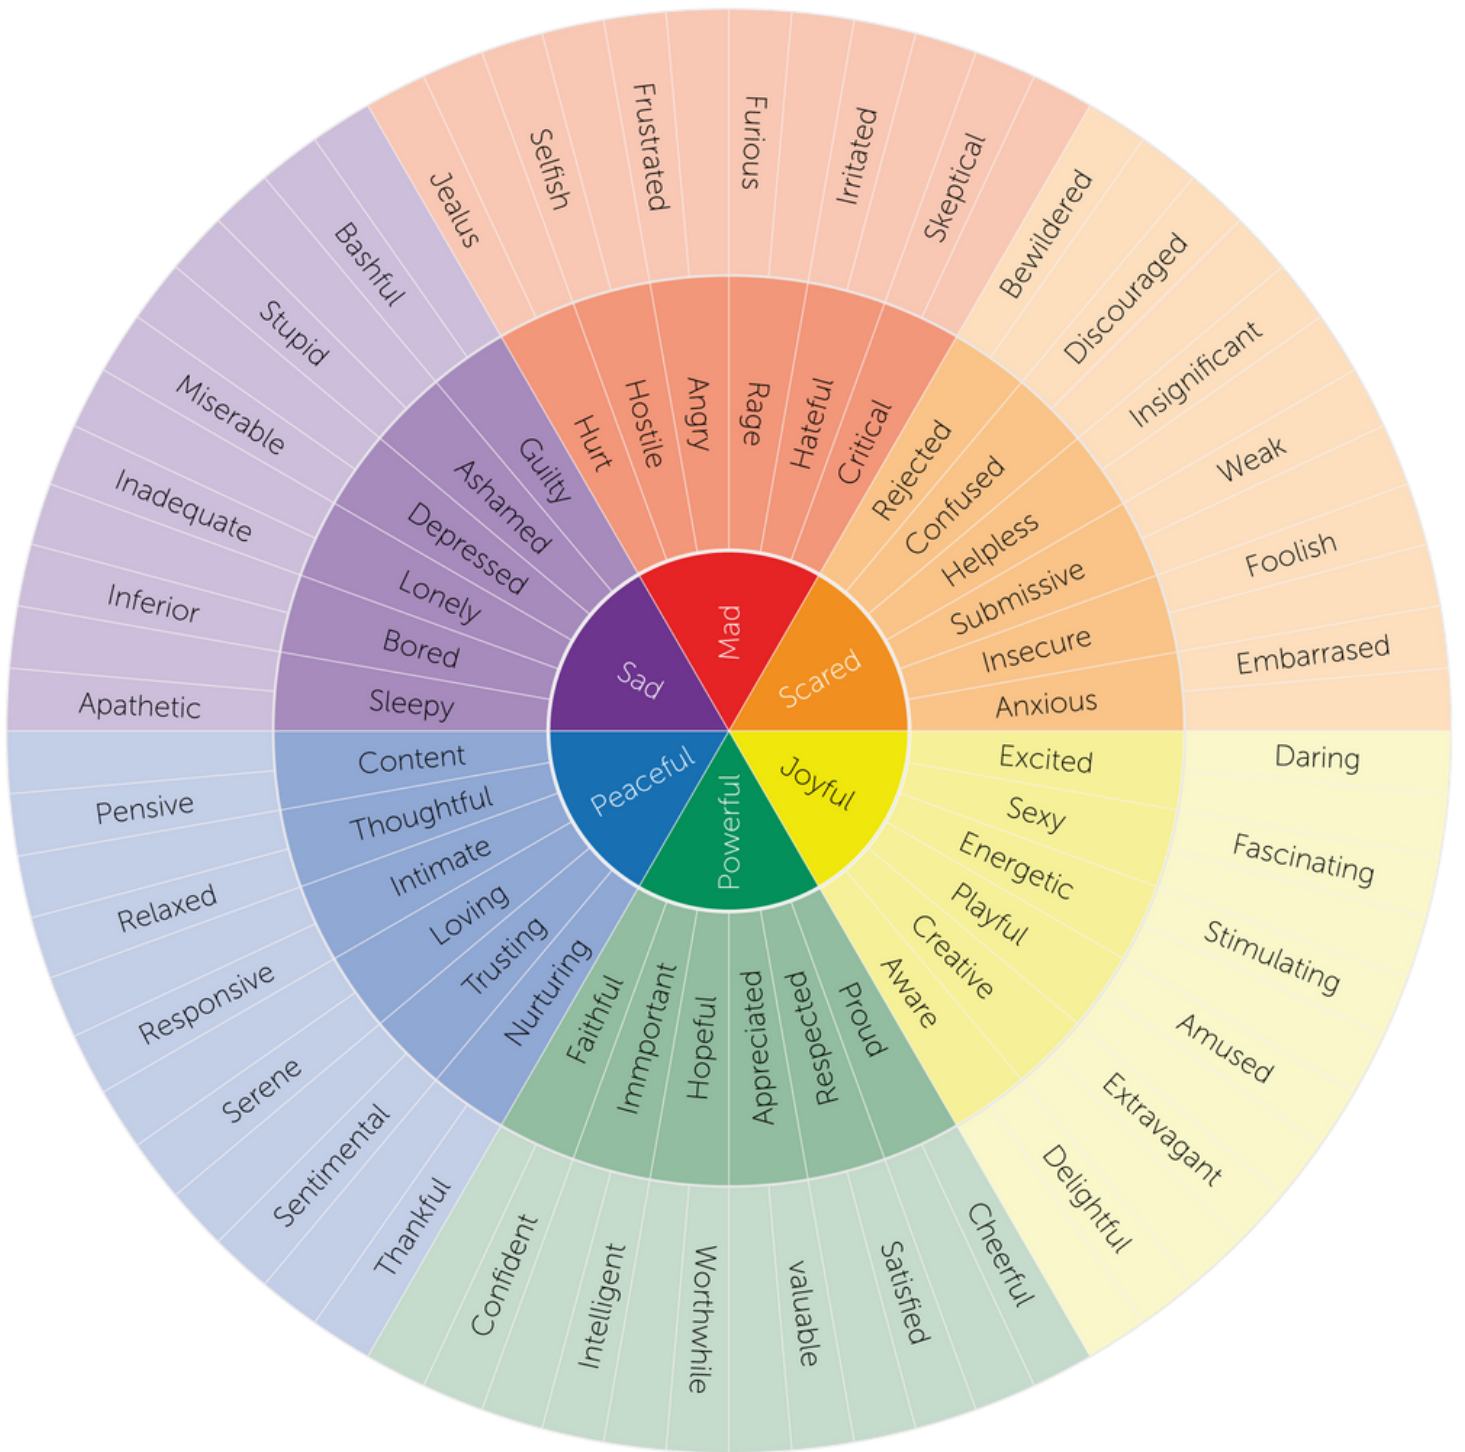 Mad
Scared
Joyful
Powerful
Peaceful
Sad
Hurt
Hostile
Angry
Rage
Hateful
Critical
Rejected
Confused
Helpless
Submissive
Insecure
Anxious
Excited
Sexy
Energetic
Playful
Creative
Aware
Proud
Respected
Appreciated
Hopeful
Immportant
Faithful
Nurturing
Trusting
Loving
Intimate
Thoughtful
Content
Sleepy
Bored
Lonely
Depressed
Ashamed
Guilty
Jealus
Selfish
Frustrated
Furious
Irritated
Skeptical
Bewildered
Discouraged
Insignificant
Weak
Foolish
Embarrased
Daring
Fascinating
Stimulating
Amused
Extravagant
Delightful
Cheerful
Satisfied
valuable
Worthwhile
Intelligent
Confident
Thankful
Sentimental
Serene
Responsive
Relaxed
Pensive
Apathetic
Inferior
Inadequate
Miserable
Stupid
Bashful